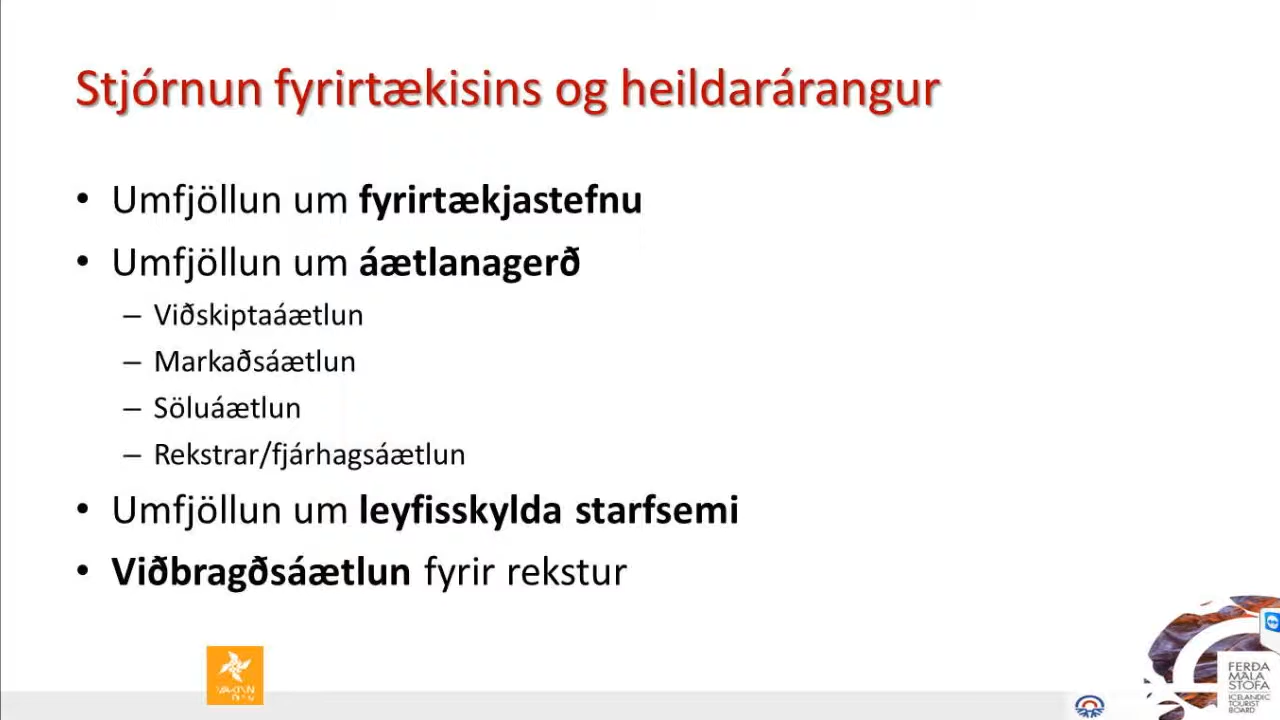 Stjórnun fyrirtækisins og heildarárangur
• Umfjöllun um fyrirtækjastefnu
• Umfjöllun um áætlanagerð
– Viðskiptaáætlun
– Markaðsáætlun
– Söluáætlun
– Rekstrar/fjárhagsáætlun
• Umfjöllun um leyfisskylda starfsemi
• Viðbragðsáætlun fyrir rekstur
FERÐA
MÁLA
STOFA
ICELANDIC
TOURIST
BOARD